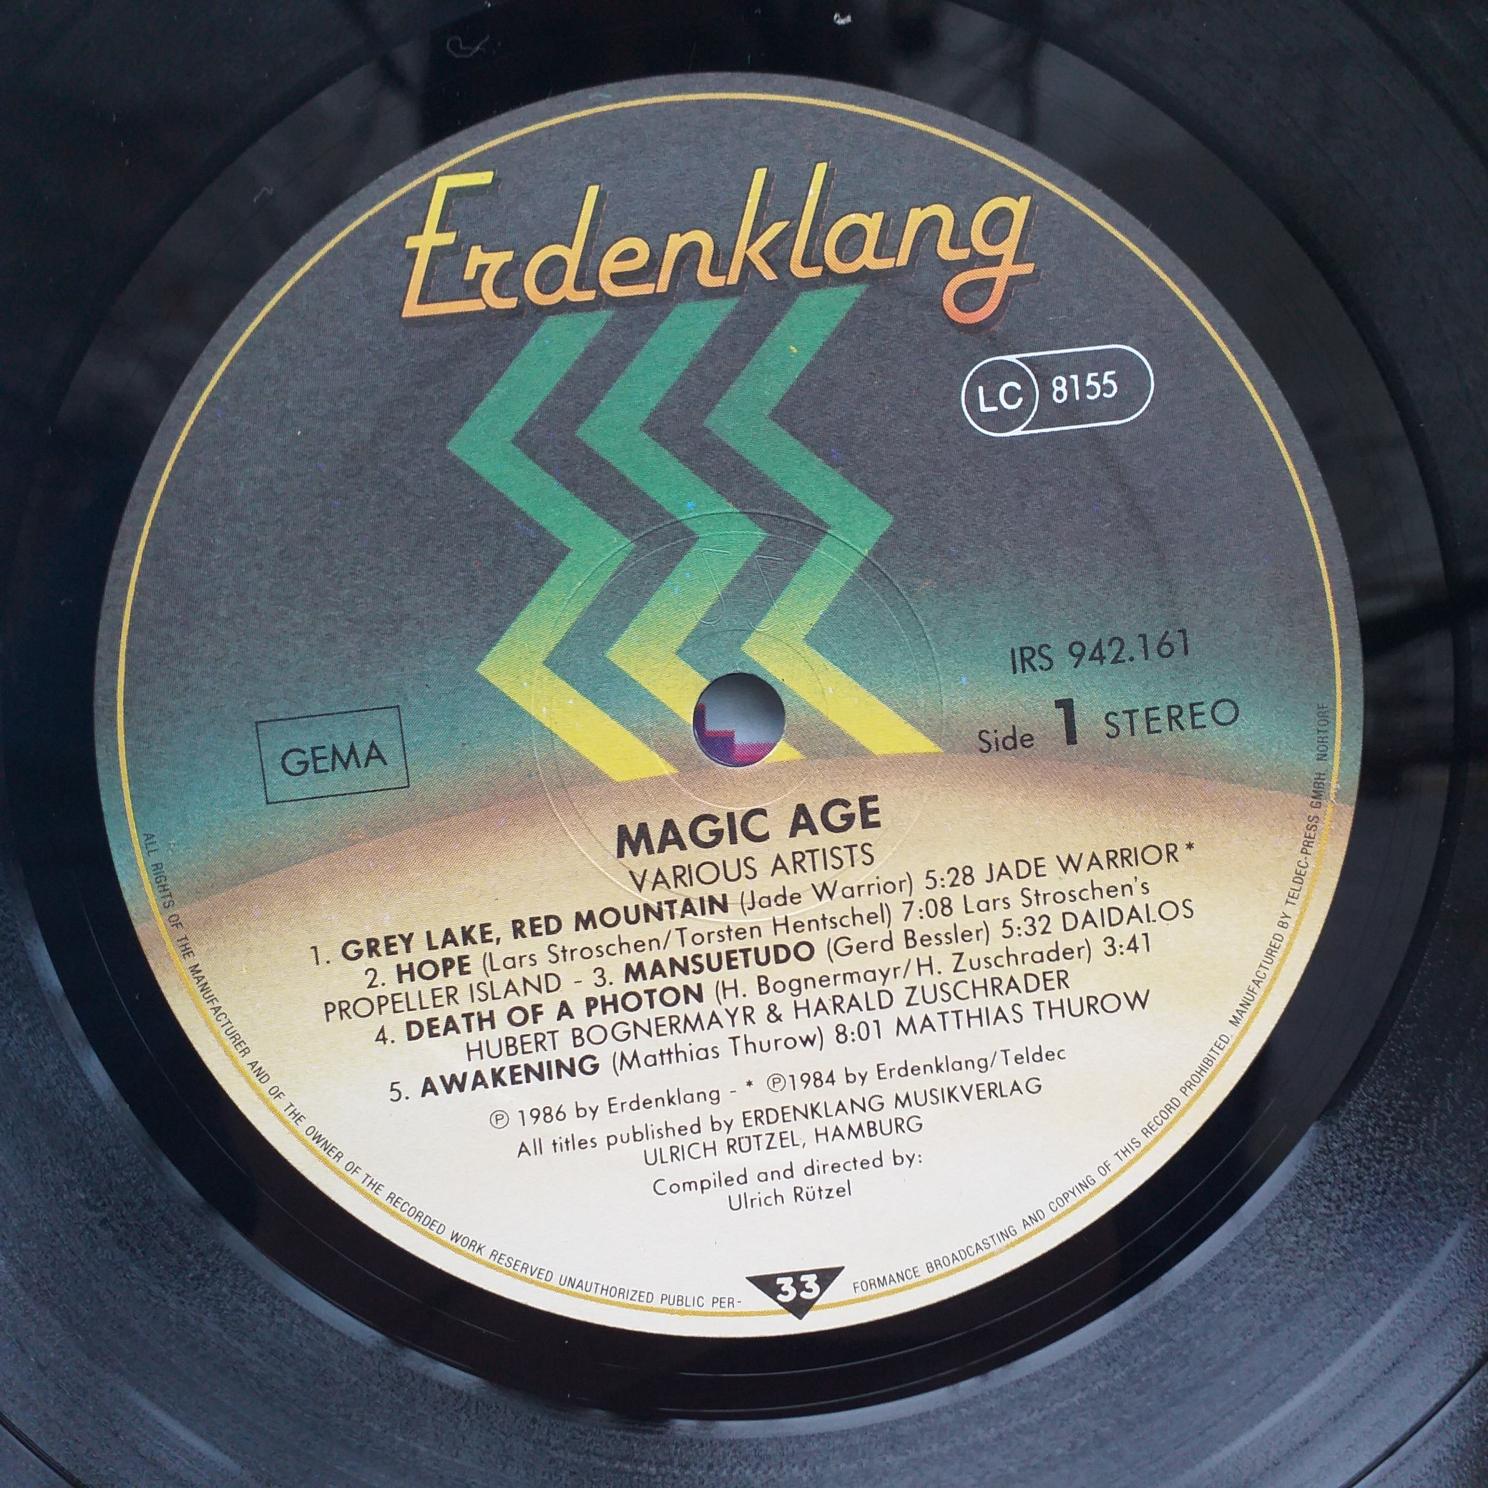 Erdenklang
LC 8155
IRS 942.161
Side 1 STEREO
GEMA
MAGIC AGE
VARIOUS ARTISTS
1. GREY LAKE, RED MOUNTAIN (Jade Warrior) 5:28 JADE WARRIOR*
2. HOPE (Lars Stroschen/Torsten Hentschel) 7:08 Lars Stroschen's
PROPELLER ISLAND - 3. MANSUETUDO (Gerd Bessler) 5:32 DAIDALOS
4. DEATH OF A PHOTON (H. Bognermayr/H. Zuschrader) 3:41
HUBERT BOGNERMAYR & HARALD ZUSCHRADER
5. AWAKENING (Matthias Thurow) 8:01 MATTHIAS THUROW
℗ 1986 by Erdenklang - * ℗1984 by Erdenklang/Teldec
All titles published by ERDENKLANG MUSIKVERLAG
ULRICH RÜTZEL, HAMBURG
Compiled and directed by:
Ulrich Rützel
33
ALL RIGHTS OF THE MANUFACTURER AND OF THE OWNER OF THE RECORDED WORK RESERVED UNAUTHORIZED PUBLIC PER-
FORMANCE BROADCASTING AND COPYING OF THIS RECORD PROHIBITED. MANUFACTURED BY TELDEC-PRESS GMBH, NORTORF